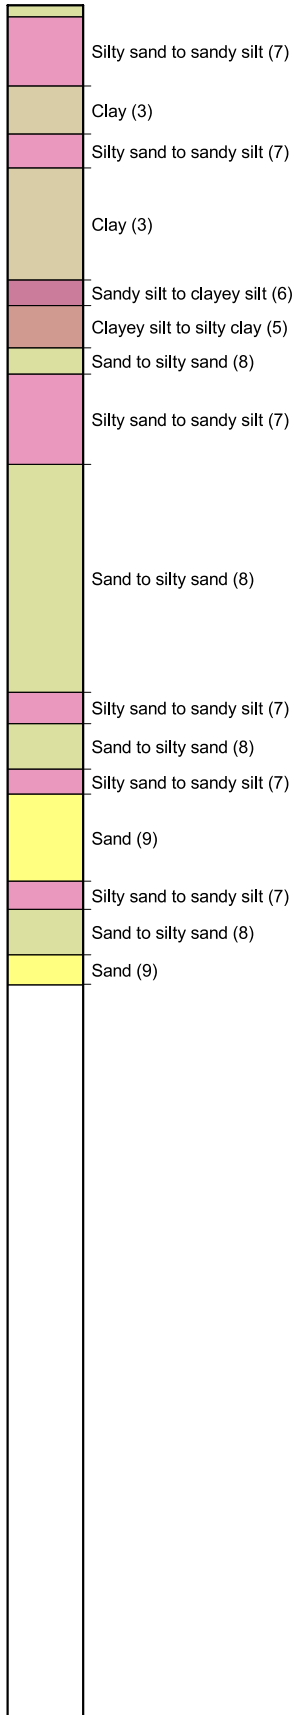 Silty sand to sandy silt (7)
Clay (3)
Silty sand to sandy silt (7)
Clay (3)
Sandy silt to clayey silt (6)
Clayey silt to silty clay (5)
Sand to silty sand (8)
Silty sand to sandy silt (7)
Sand to silty sand (8)
Silty sand to sandy silt (7)
Sand to silty sand (8)
Silty sand to sandy silt (7)
Sand (9)
Silty sand to sandy silt (7)
Sand to silty sand (8)
Sand (9)